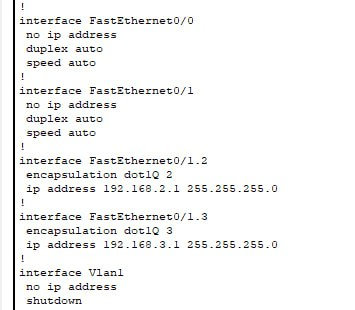 !
interface FastEthernet0/0
no ip address
duplex auto
speed auto
!
interface FastEthernet0/1
no ip address
duplex auto
speed auto
!
interface FastEthernet0/1.2
encapsulation dot1Q 2
ip address 192.168.2.1 255.255.255.0
!
interface FastEthernet0/1.3
encapsulation dot1Q 3
ip address 192.168.3.1 255.255.255.0
!
interface Vlan1
no ip address
shutdown